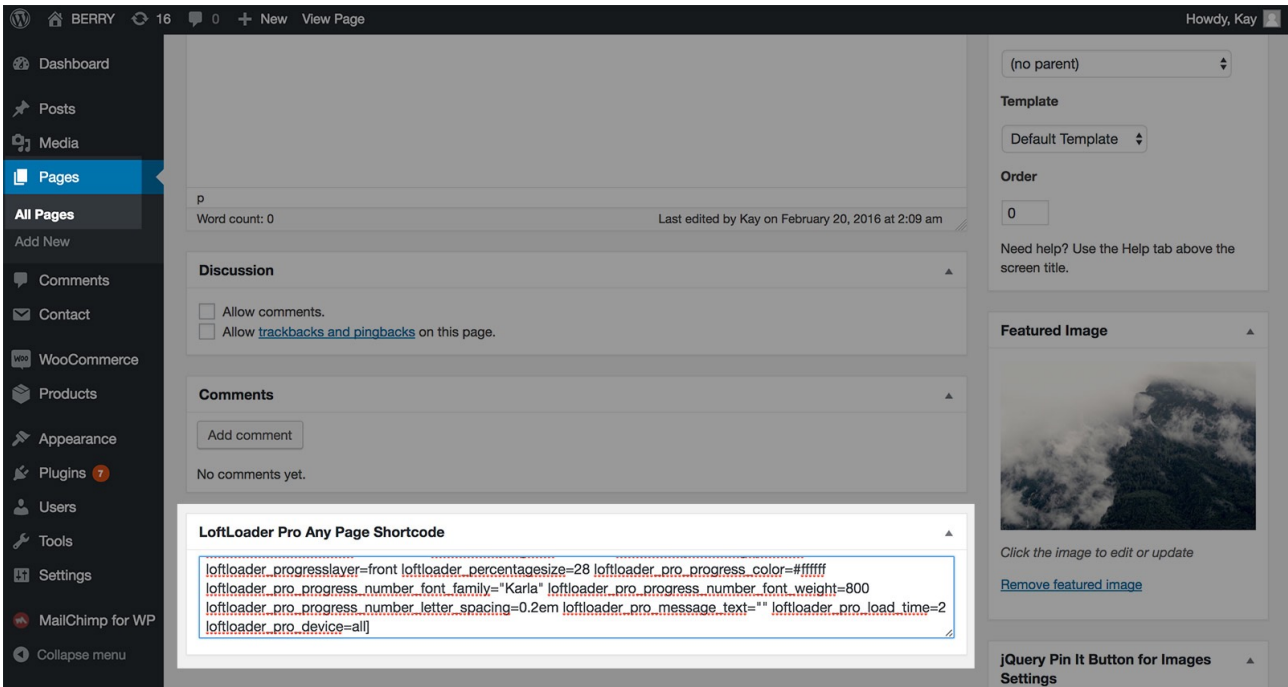 BERRY 16 0 New View Page Howdy, Kay
Dashboard
Posts
Media
Pages
All Pages
Add New
Comments
Contact
WOO WooCommerce
Products
Appearance
Plugins 7
Users
Tools
Settings
MailChimp for WP
Collapse menu
p
Word count: 0 Last edited by Kay on February 20, 2016 at 2:09 am
Discussion
Allow comments.
Allow trackbacks and pingbacks on this page.
Comments
Add comment
No comments yet.
LoftLoader Pro Any Page Shortcode
loftloader_progresslayer=front loftloader_percentagesize=28 loftloader_pro_progress_color=#ffffff
loftloader_pro_progress_number_font_family="Karla" loftloader_pro_progress_number_font_weight=800
loftloader_pro_progress_number_letter_spacing=0.2em loftloader_pro_message_text="" loftloader_pro_load_time=2
loftloader_pro_device=all]
(no parent)
Template
Default Template
Order
0
Need help? Use the Help tab above the
screen title.
Featured Image
Click the image to edit or update
Remove featured image
jQuery Pin It Button for Images
Settings